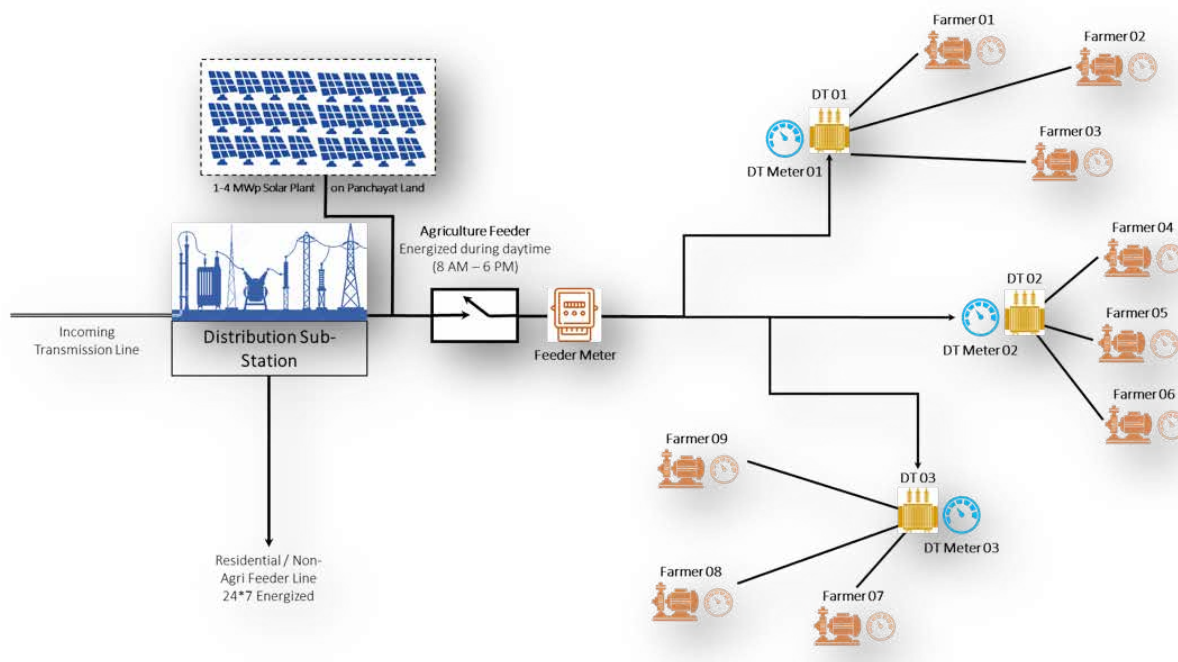 Farmer 01
Farmer 02
DT 01
Farmer 03
DT Meter 01
1-4 MWp Solar Plant on Panchayat Land
Agriculture Feeder
Energized during daytime
(8 AM – 6 PM)
Farmer 04
DT 02
Farmer 05
DT Meter 02
Incoming
Transmission Line
Distribution Sub-
Station
Feeder Meter
Farmer 06
Farmer 09
DT 03
DT Meter 03
Residential / Non-
Agri Feeder Line
24*7 Energized
Farmer 08
Farmer 07